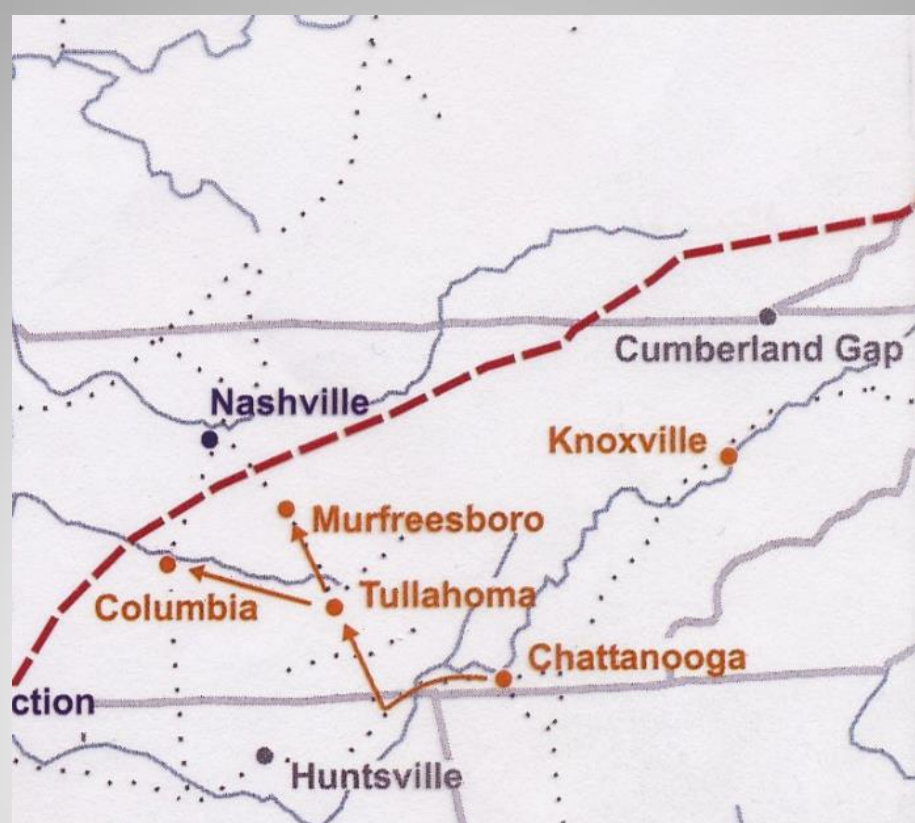 Cumberland Gap
Nashville
Knoxville
Murfreesboro
Columbia
Tullahoma
Chattanooga
ction
Huntsville